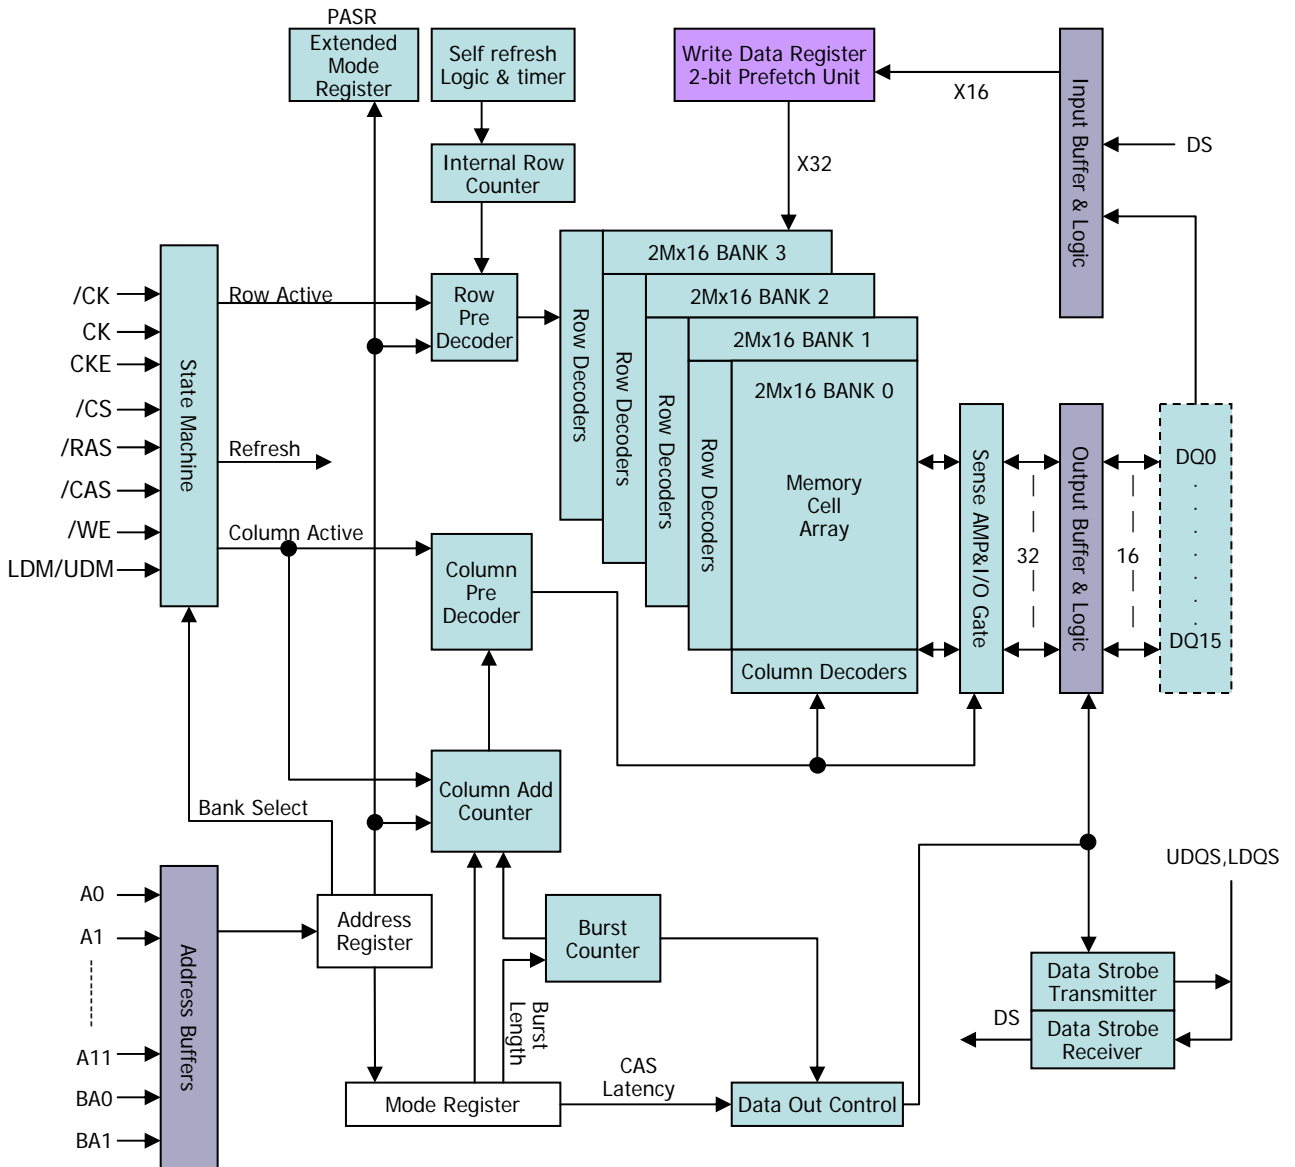 PASR
Extended
Mode
Register
Self refresh
Logic & timer
Write Data Register
2-bit Prefetch Unit
X16
Input Buffer & Logic
DS
Internal Row
Counter
X32
2Mx16 BANK 3
2Mx16 BANK 2
2Mx16 BANK 1
2Mx16 BANK 0
Row Decoders
Row Decoders
Row Decoders
Row Decoders
Memory
Cell
Array
Column Decoders
/CK
CK
CKE
/CS
/RAS
/CAS
/WE
LDM/UDM
State Machine
Row Active
Refresh
Column Active
Row
Pre
Decoder
Column
Pre
Decoder
Sense AMP&I/O Gate
32
Output Buffer & Logic
16
DQ0
DQ15
Bank Select
Column Add
Counter
A0
A1
A11
BA0
BA1
Address Buffers
Address
Register
Burst
Counter
Burst
Length
Mode Register
CAS
Latency
Data Out Control
UDQS,LDQS
Data Strobe
Transmitter
DS
Data Strobe
Receiver